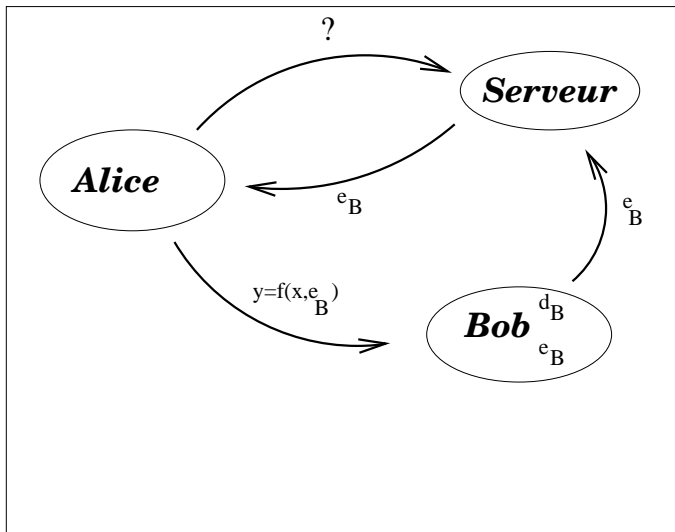 ?
Serveur
Alice
e_B
e_B
y=f(x,e_B)
d_B
Bob
e_B